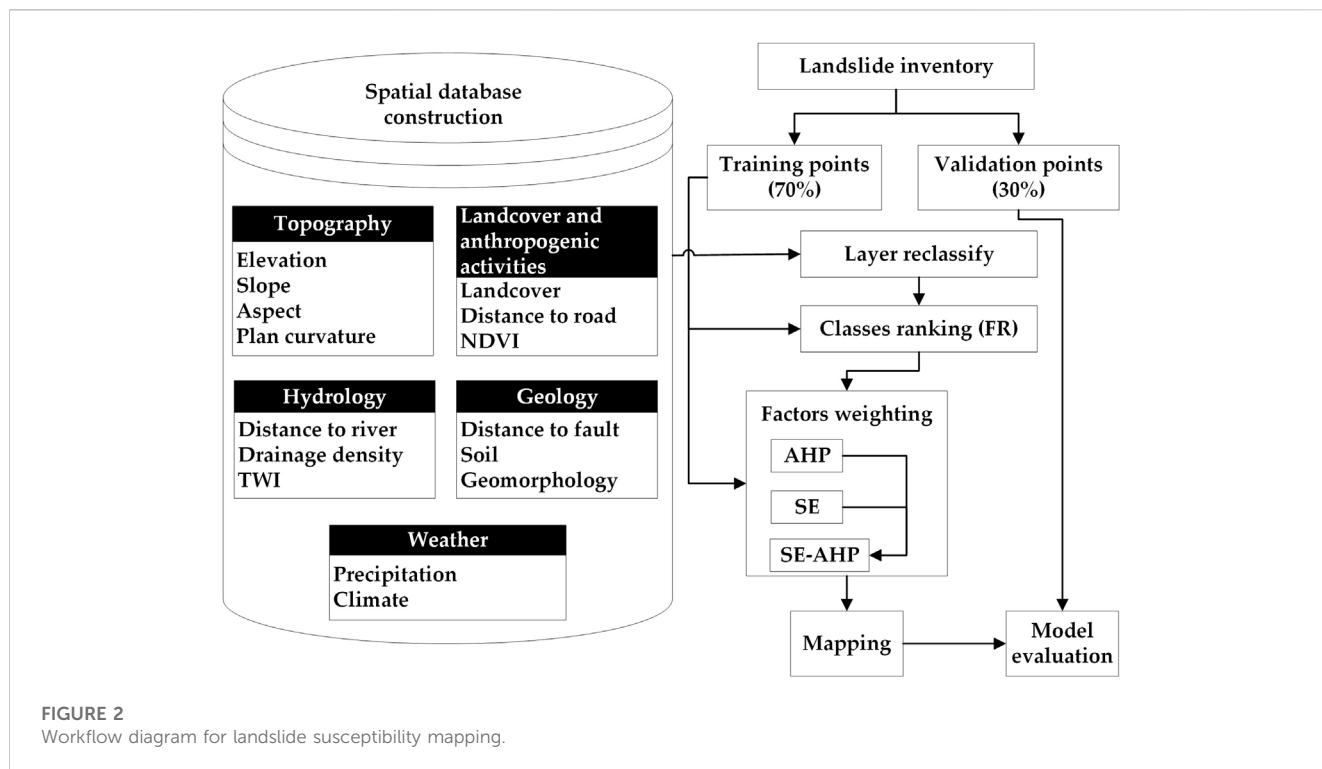 Spatial database
construction
Topography
Elevation
Slope
Aspect
Plan curvature
Landcover and
anthropogenic
activities
Landcover
Distance to road
NDVI
Hydrology
Distance to river
Drainage density
TWI
Geology
Distance to fault
Soil
Geomorphology
Weather
Precipitation
Climate
Landslide inventory
Training points
(70%)
Validation points
(30%)
Layer reclassify
Classes ranking (FR)
Factors weighting
AHP
SE
SE-AHP
Mapping
Model
evaluation
FIGURE 2
Workflow diagram for landslide susceptibility mapping.